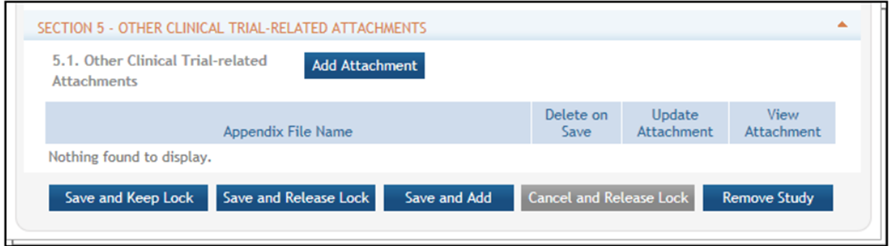 SECTION 5 - OTHER CLINICAL TRIAL-RELATED ATTACHMENTS
5.1. Other Clinical Trial-related
Attachments
Add Attachment
Appendix File Name
Delete on
Save
Update
Attachment
View
Attachment
Nothing found to display.
Save and Keep Lock
Save and Release Lock
Save and Add
Cancel and Release Lock
Remove Study